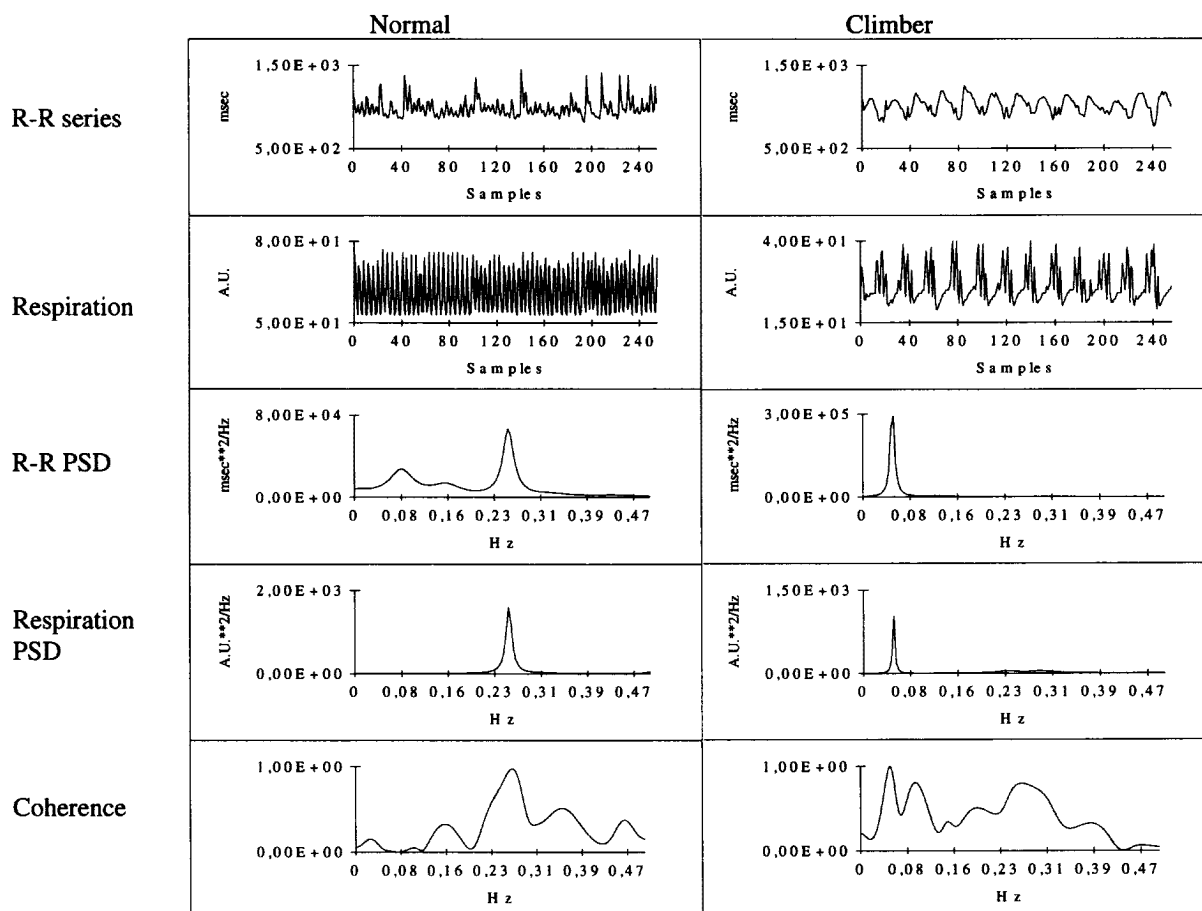 Normal
Climber
R-R series
msec
1,50E + 03
5,00E + 02
0 40 80 120 160 200 240
Samples
msec
1,50E + 03
5,00E + 02
0 40 80 120 160 200 240
Samples
Respiration
A.U.
8,00E + 01
5,00E + 01
0 40 80 120 160 200 240
Samples
A.U.
4,00E + 01
1,50E + 01
0 40 80 120 160 200 240
Samples
R-R PSD
msec**2/Hz
8,00E + 04
0,00E + 00
0 0,08 0,16 0,23 0,31 0,39 0,47
Hz
msec**2/Hz
3,00E + 05
0,00E + 00
0 0,08 0,16 0,23 0,31 0,39 0,47
Hz
Respiration
PSD
A.U.**2/Hz
2,00E + 03
0,00E + 00
0 0,08 0,16 0,23 0,31 0,39 0,47
Hz
A.U.**2/Hz
1,50E + 03
0,00E + 00
0 0,08 0,16 0,23 0,31 0,39 0,47
Hz
Coherence
1,00E + 00
0,00E + 00
0 0,08 0,16 0,23 0,31 0,39 0,47
Hz
1,00E + 00
0,00E + 00
0 0,08 0,16 0,23 0,31 0,39 0,47
Hz